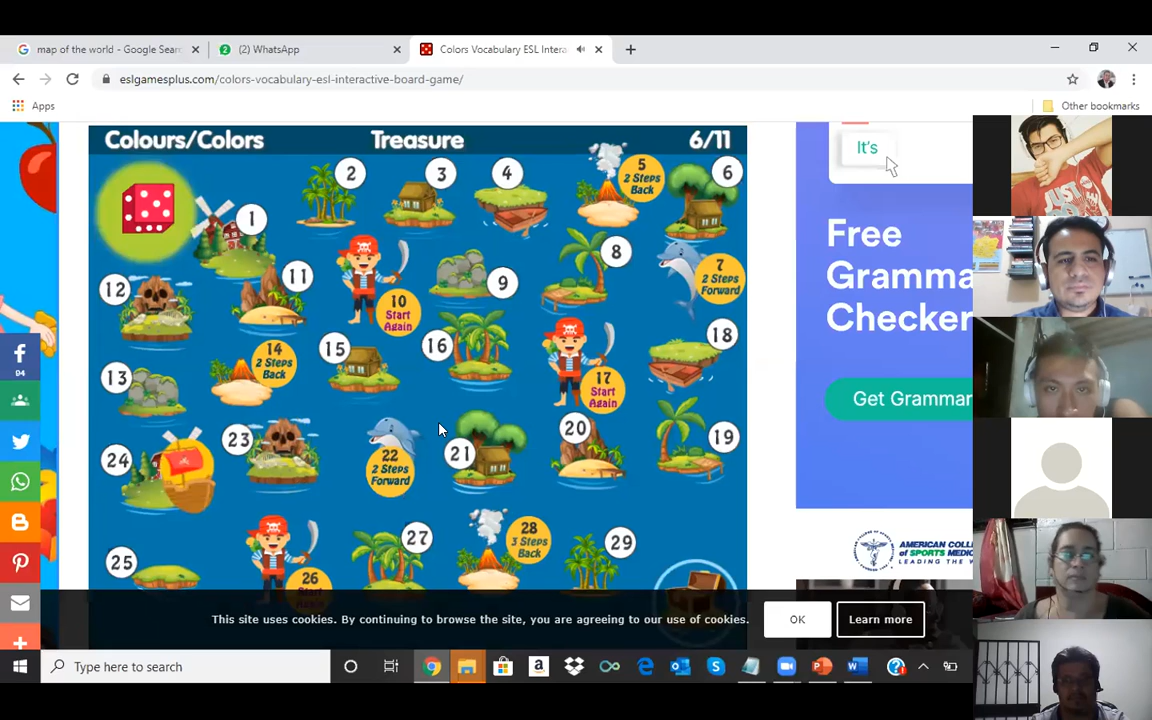 map of the world - Google Sear
(2) WhatsApp
Colors Vocabulary ESL Intera
eslgamesplus.com/colors-vocabulary-esl-interactive-board-game/
Apps
Other bookmarks
Colours/Colors
Treasure
6/11
1
2
3
4
5
2 Steps
Back
6
7
2 Steps
Forward
8
9
10
Start
Again
11
12
13
14
2 Steps
Back
15
16
17
Start
Again
18
19
20
21
22
2 Steps
Forward
23
24
25
26
27
28
3 Steps
Back
29
94
It's
Free
Gramma
Checker
Get Grammar
AMERICAN COLL
of SPORTS MEDICI
LEADING THE W
JUST
This site uses cookies. By continuing to browse the site, you are agreeing to our use of cookies.
OK
Learn more
Type here to search